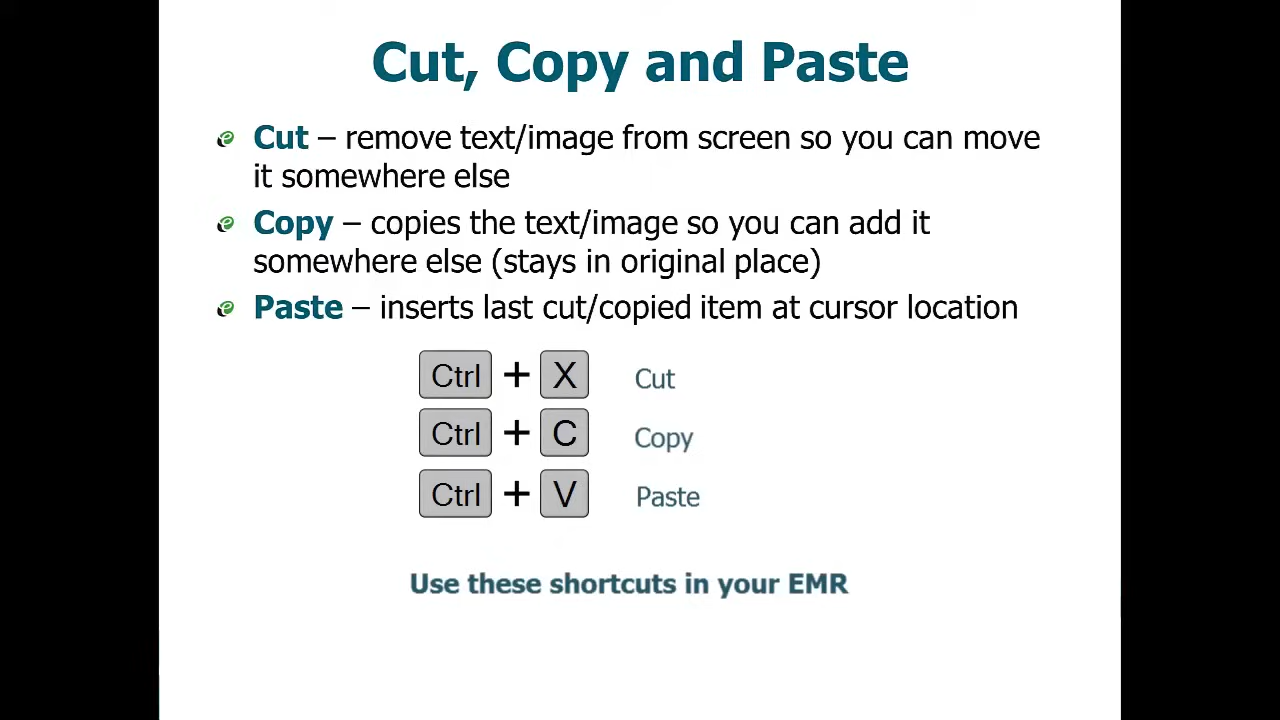 Cut, Copy and Paste
Cut – remove text/image from screen so you can move
it somewhere else
Copy – copies the text/image so you can add it
somewhere else (stays in original place)
Paste – inserts last cut/copied item at cursor location
Ctrl + X Cut
Ctrl + C Copy
Ctrl + V Paste
Use these shortcuts in your EMR